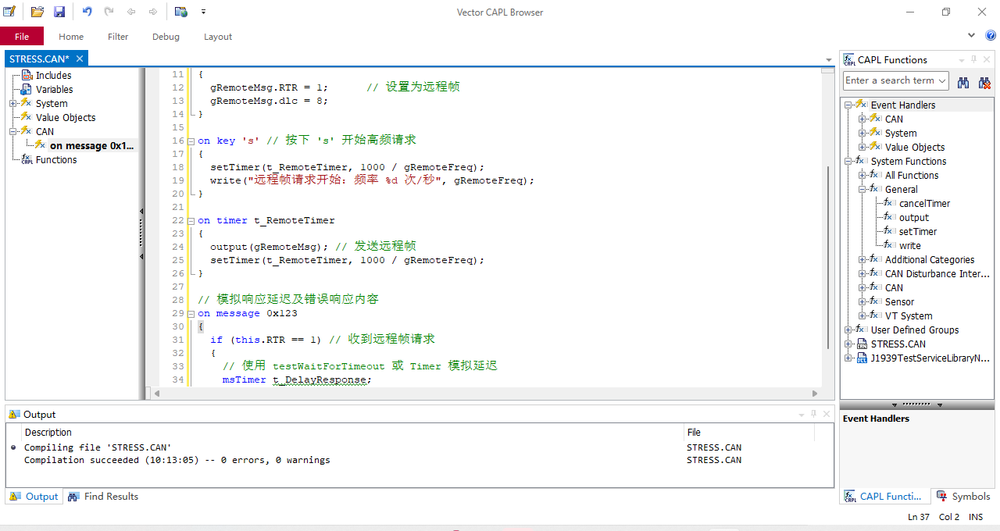 Vector CAPL Browser
File Home Filter Debug Layout
STRESS.CAN*
Includes
Variables
System
Value Objects
CAN
on message 0x1...
Functions
11 {
12 gRemoteMsg.RTR = 1; // 设置为远程帧
13 gRemoteMsg.dlc = 8;
14 }
15
16 on key 's' // 按下 's' 开始高频请求
17 {
18 setTimer(t_RemoteTimer, 1000 / gRemoteFreq);
19 write("远程帧请求开始: 频率 %d 次/秒", gRemoteFreq);
20 }
21
22 on timer t_RemoteTimer
23 {
24 output(gRemoteMsg); // 发送远程帧
25 setTimer(t_RemoteTimer, 1000 / gRemoteFreq);
26 }
27
28 // 模拟响应延迟及错误响应内容
29 on message 0x123
30 {
31 if (this.RTR == 1) // 收到远程帧请求
32 {
33 // 使用 testWaitForTimeout 或 Timer 模拟延迟
34 msTimer t_DelayResponse;
CAPL Functions
Enter a search term
Event Handlers
CAN
System
Value Objects
System Functions
All Functions
General
cancelTimer
output
setTimer
write
Additional Categories
CAN Disturbance Inter...
CAN
Sensor
VT System
User Defined Groups
STRESS.CAN
J1939TestServiceLibraryN...
Event Handlers
CAPL Functi... Symbols
Output
Description File
Compiling file 'STRESS.CAN' STRESS.CAN
Compilation succeeded (10:13:05) -- 0 errors, 0 warnings STRESS.CAN
Output Find Results
Ln 37 Col 2 INS